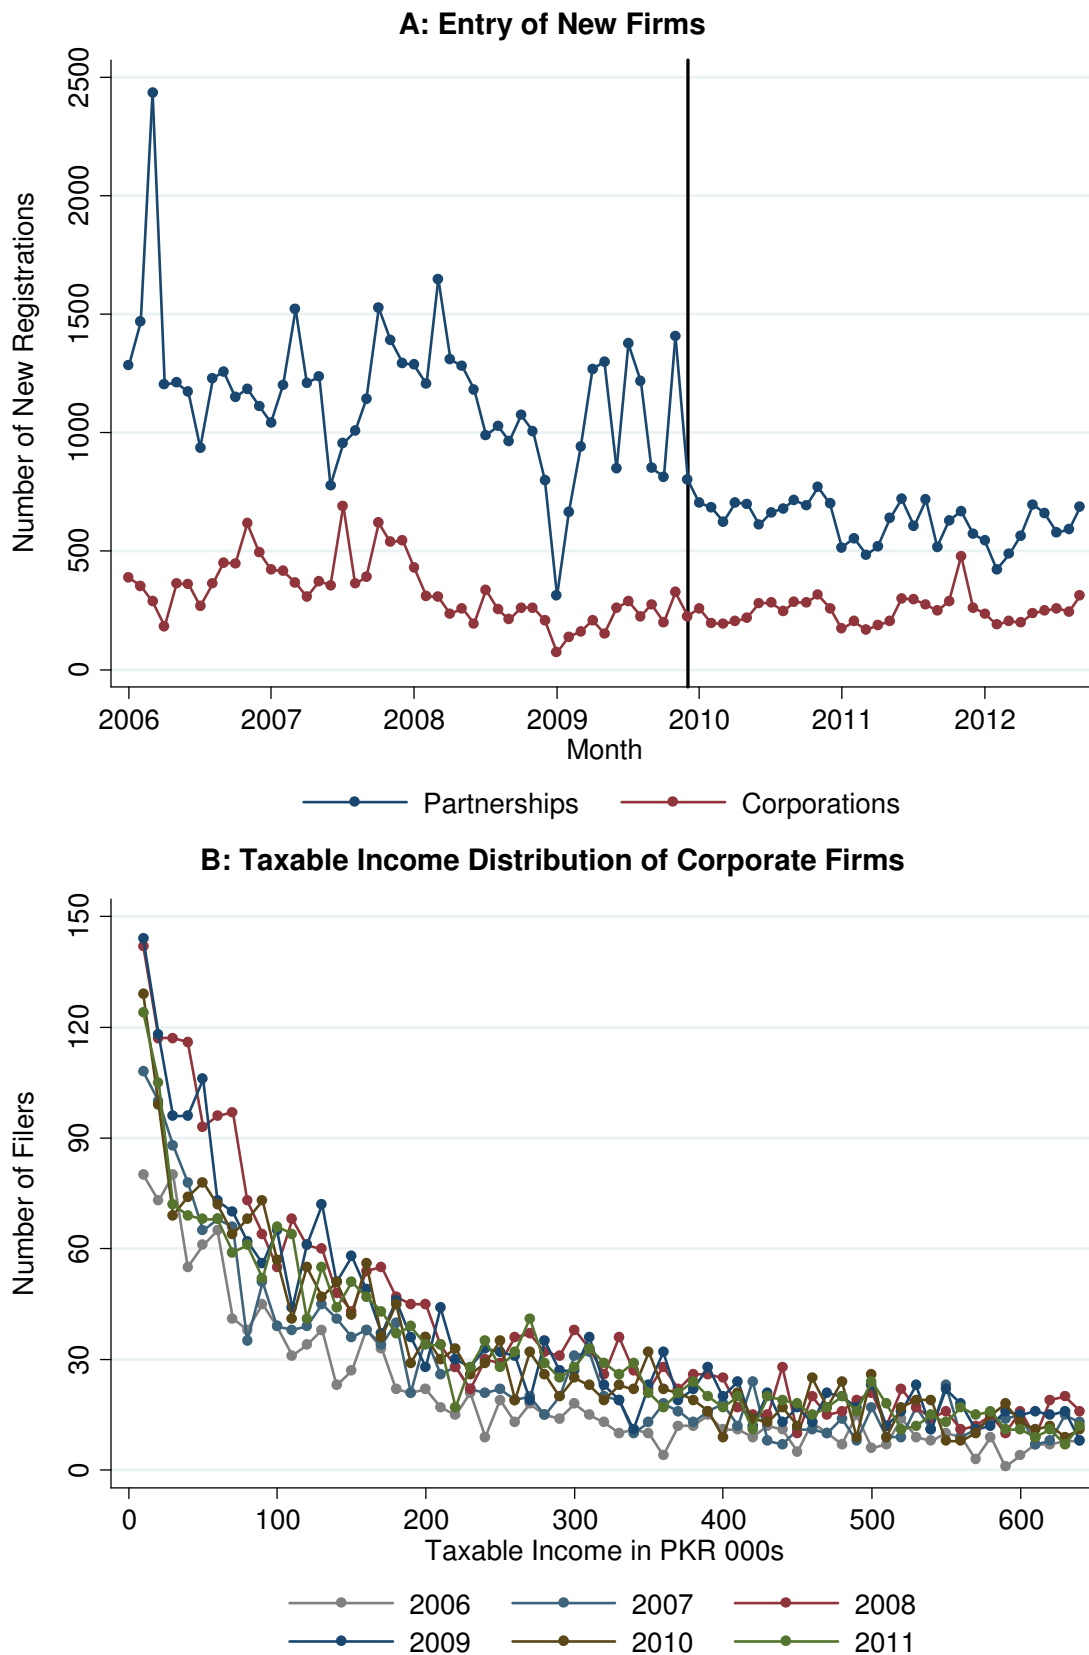 A: Entry of New Firms
Number of New Registrations
2500
2000
1500
1000
500
0
2006 2007 2008 2009 2010 2011 2012
Month
Partnerships Corporations
B: Taxable Income Distribution of Corporate Firms
Number of Filers
150
120
90
60
30
0
0 100 200 300 400 500 600
Taxable Income in PKR 000s
2006 2007 2008
2009 2010 2011